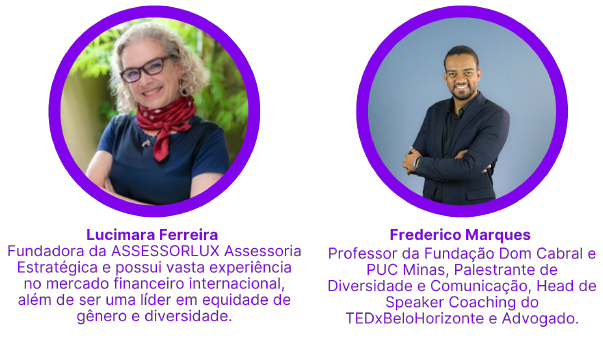 Lucimara Ferreira
Fundadora da ASSESSORLUX Assessoria
Estratégica e possui vasta experiência
no mercado financeiro internacional,
além de ser uma líder em equidade de
gênero e diversidade.
Frederico Marques
Professor da Fundação Dom Cabral e
PUC Minas, Palestrante de
Diversidade e Comunicação, Head de
Speaker Coaching do
TEDxBeloHorizonte e Advogado.